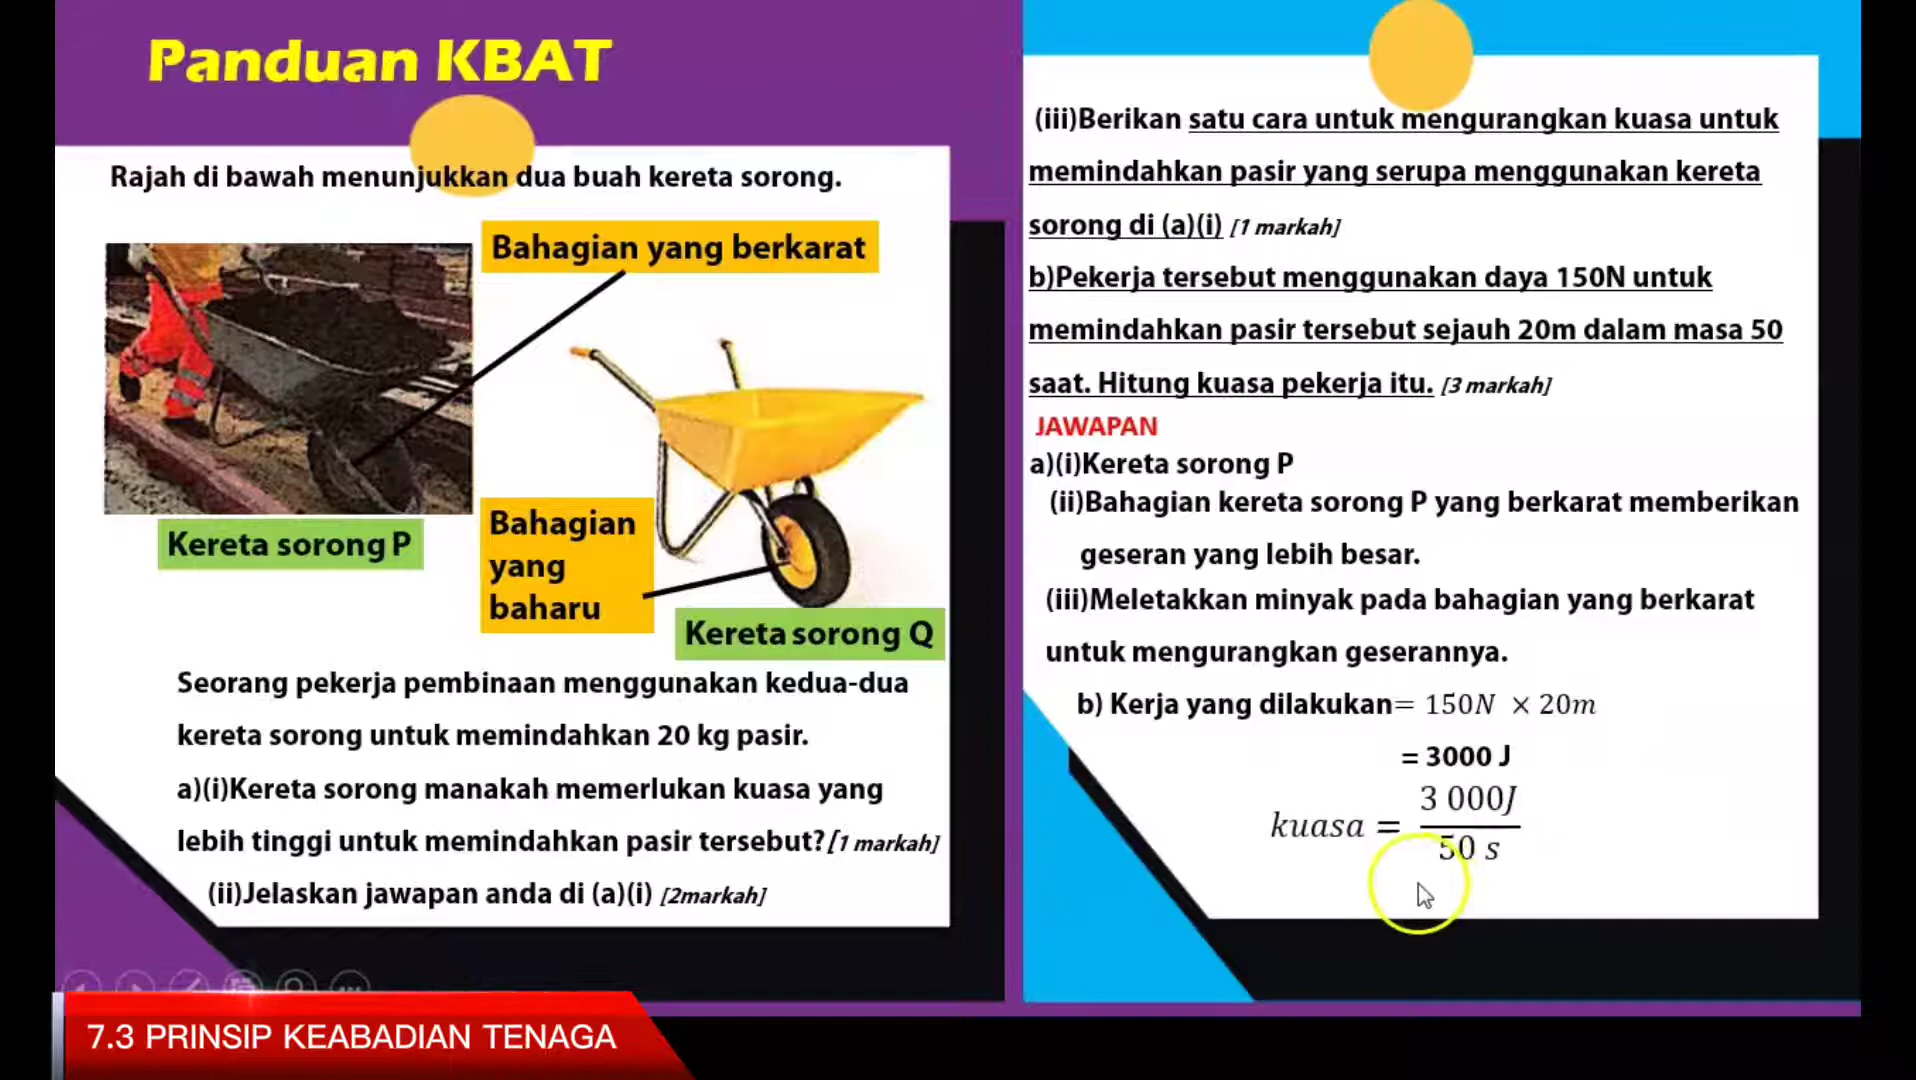 Panduan KBAT
Rajah di bawah menunjukkan dua buah kereta sorong.
Bahagian yang berkarat
Kereta sorong P
Bahagian
yang
baharu
Kereta sorong Q
Seorang pekerja pembinaan menggunakan kedua-dua
kereta sorong untuk memindahkan 20 kg pasir.
a)(i)Kereta sorong manakah memerlukan kuasa yang
lebih tinggi untuk memindahkan pasir tersebut?[1 markah]
(ii)Jelaskan jawapan anda di (a)(i) [2markah]
(iii)Berikan satu cara untuk mengurangkan kuasa untuk
memindahkan pasir yang serupa menggunakan kereta
sorong di (a)(i) [1 markah]
b)Pekerja tersebut menggunakan daya 150N untuk
memindahkan pasir tersebut sejauh 20m dalam masa 50
saat. Hitung kuasa pekerja itu. [3 markah]
JAWAPAN
a)(i)Kereta sorong P
(ii)Bahagian kereta sorong P yang berkarat memberikan
geseran yang lebih besar.
(iii)Meletakkan minyak pada bahagian yang berkarat
untuk mengurangkan geserannya.
b) Kerja yang dilakukan= 150N × 20m
= 3000 J
3 000J
kuasa =
50 s
7.3 PRINSIP KEABADIAN TENAGA